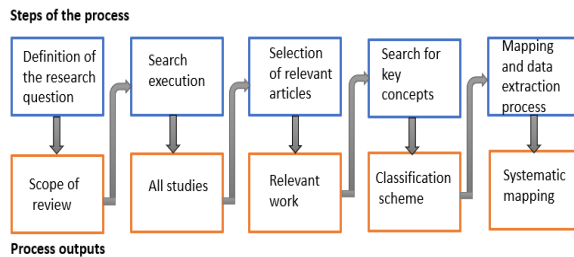 Steps of the process
Definition of
the research
question
Search
execution
Selection
of relevant
articles
Search for
key
concepts
Mapping
and data
extraction
process
Scope of
review
All studies
Relevant
work
Classification
scheme
Systematic
mapping
Process outputs